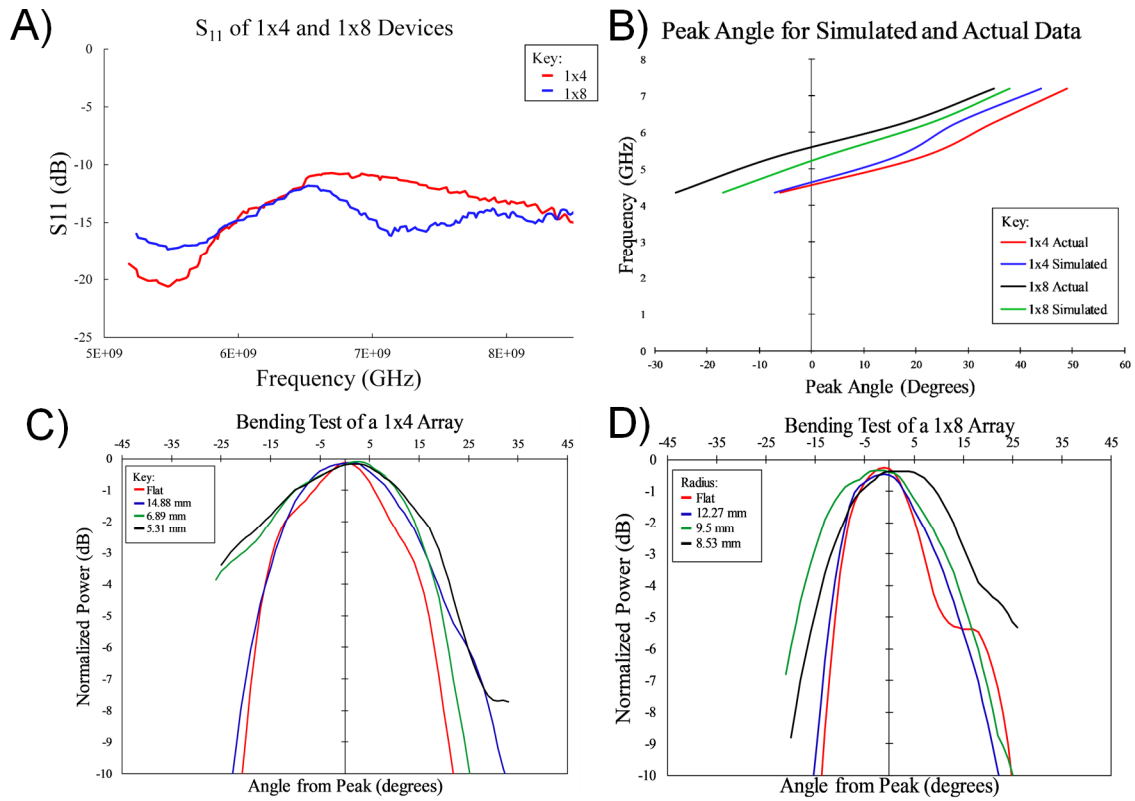 A)
S11 of 1x4 and 1x8 Devices
0
-5
-10
-15
-20
-25
S11 (dB)
Key:
1x4
1x8
5E+09
6E+09
7E+09
8E+09
Frequency (GHz)
B)
Peak Angle for Simulated and Actual Data
8
7
6
5
4
3
2
1
0
Frequency (GHz)
Key:
1x4 Actual
1x4 Simulated
1x8 Actual
1x8 Simulated
-30 -20 -10 0 10 20 30 40 50 60
Peak Angle (Degrees)
C)
Bending Test of a 1x4 Array
-45 -35 -25 -15 -5 5 15 25 35 45
0
-1
-2
-3
-4
-5
-6
-7
-8
-9
-10
Normalized Power (dB)
Key:
Flat
14.88 mm
6.89 mm
5.31 mm
Angle from Peak (degrees)
D)
Bending Test of a 1x8 Array
-45 -35 -25 -15 -5 5 15 25 35 45
0
-1
-2
-3
-4
-5
-6
-7
-8
-9
-10
Normalized Power (dB)
Radius:
Flat
12.27 mm
9.5 mm
8.53 mm
Angle from Peak (degrees)